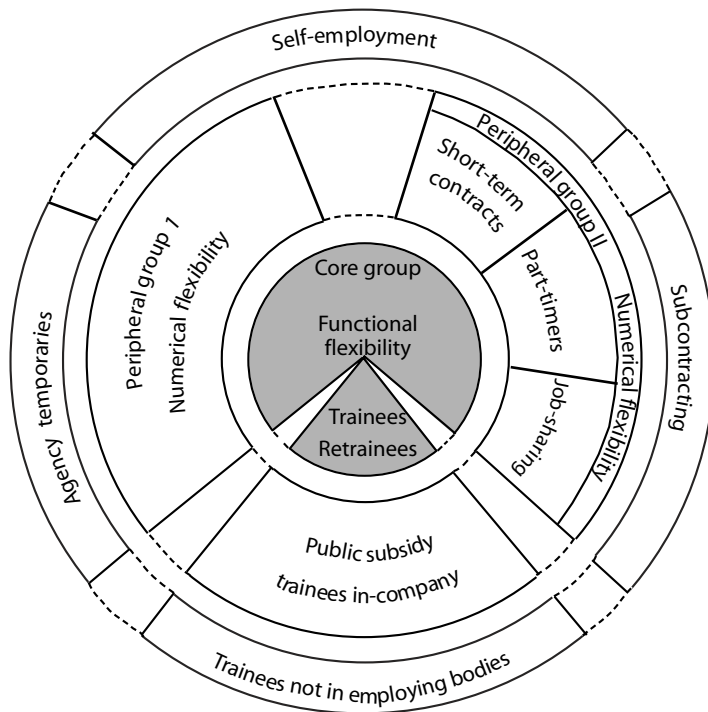 Self-employment
Peripheral group II
Numerical flexibility
Short-term
contracts
Part-timers
Job-sharing
Peripheral group 1
Numerical flexibility
Core group
Functional
flexibility
Trainees
Retrainees
Agency temporaries
Subcontracting
Public subsidy
trainees in-company
Trainees not in employing bodies